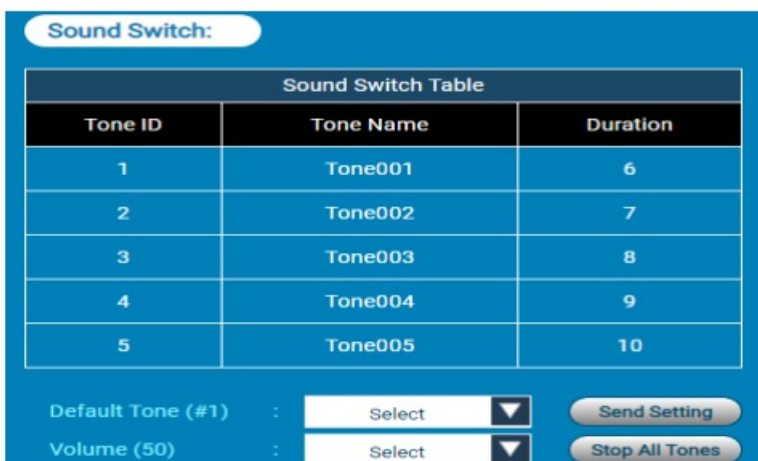 Sound Switch:
Sound Switch Table
Tone ID Tone Name Duration
1 Tone001 6
2 Tone002 7
3 Tone003 8
4 Tone004 9
5 Tone005 10
Default Tone (#1) : Select Send Setting
Volume (50) : Select Stop All Tones